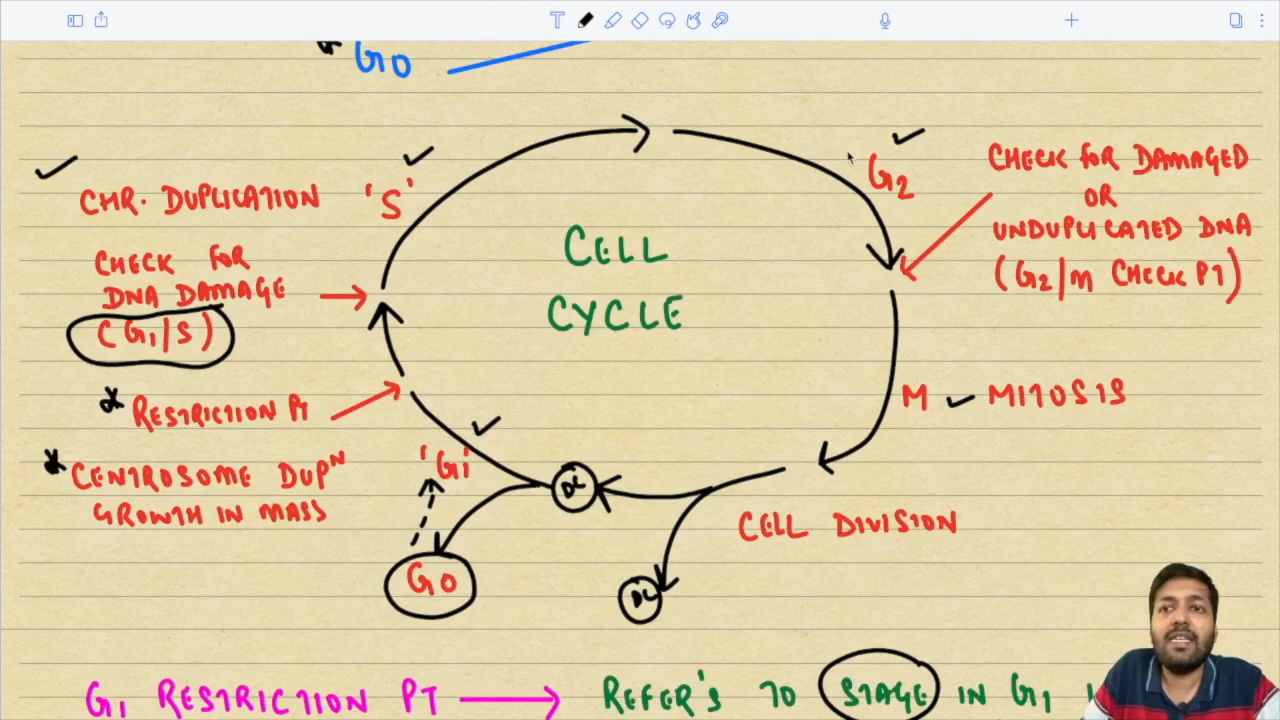 G0
CHR. DUPLICATION
'S'
G2
CHECK FOR DAMAGED
OR
UNDUPLICATED DNA
(G2/M CHECK PT)
CHECK FOR
DNA DAMAGE
(G1/S)
CELL
CYCLE
* RESTRICTION PT
M
MITOSIS
* CENTROSOME DUPN
GROWTH IN MASS
'G1'
DC
CELL DIVISION
G0
DC
G1 RESTRICTION PT → REFER'S TO STAGE IN G1